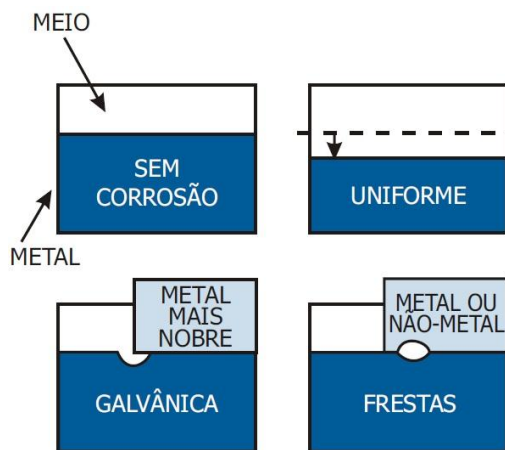 MEIO
SEM
CORROSÃO
UNIFORME
METAL
METAL
MAIS
NOBRE
METAL OU
NÃO-METAL
GALVÂNICA
FRESTAS